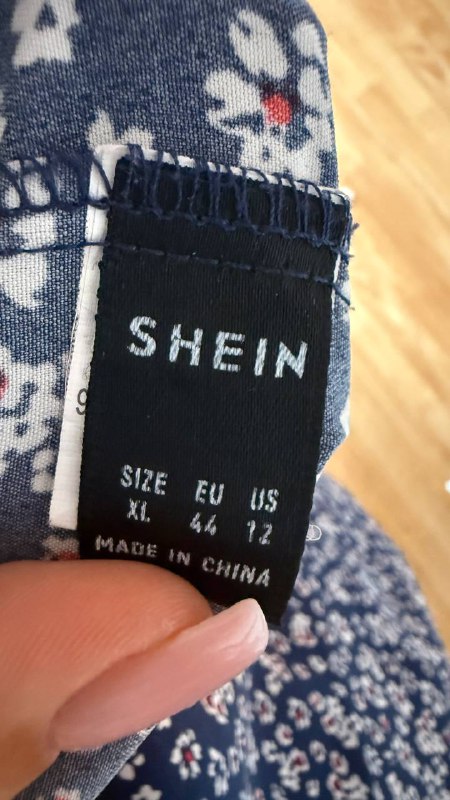 SHEIN
SIZE EU US
XL 44 12
MADE IN CHINA